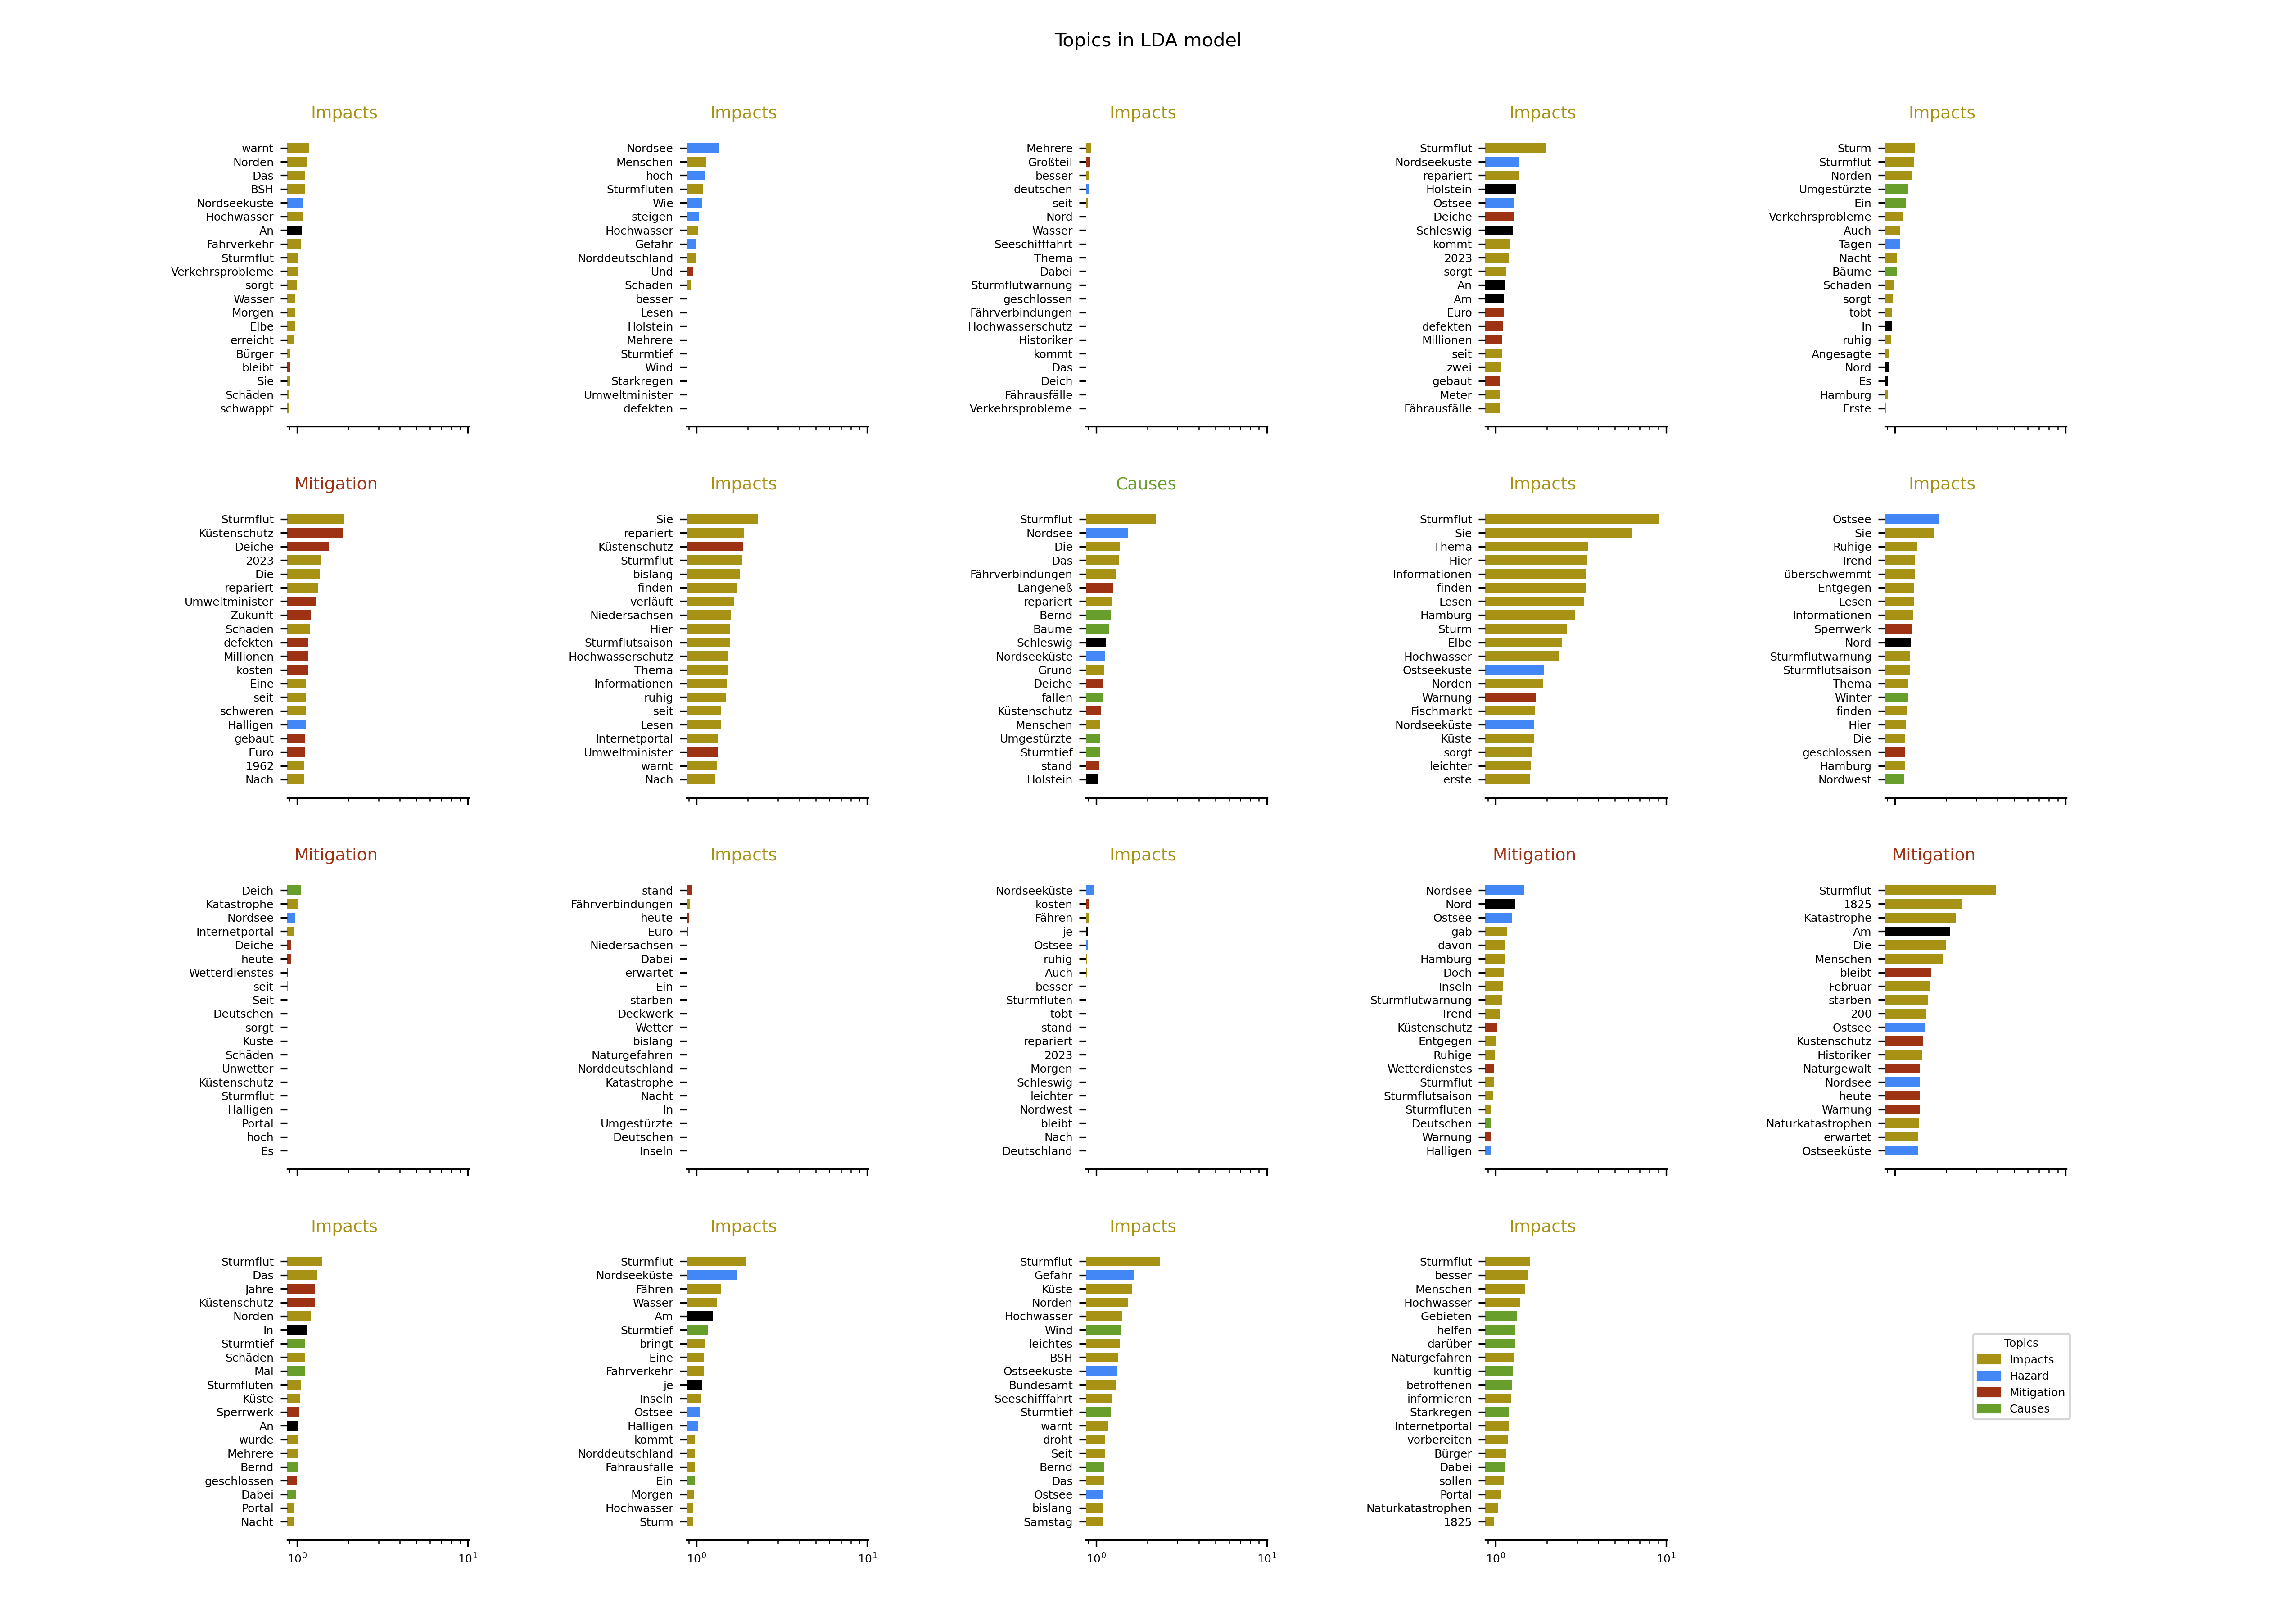 Topics in LDA model
Impacts
warnt
Norden
Das
BSH
Nordseeküste
Hochwasser
An
Fährverkehr
Sturmflut
Verkehrsprobleme
sorgt
Wasser
Morgen
Elbe
erreicht
Bürger
bleibt
Sie
Schäden
schwappt
Impacts
Nordsee
Menschen
hoch
Sturmfluten
Wie
steigen
Hochwasser
Gefahr
Norddeutschland
Und
Schäden
besser
Lesen
Holstein
Mehrere
Sturmtief
Wind
Starkregen
Umweltminister
defekten
Impacts
Mehrere
Großteil
besser
deutschen
seit
Nord
Wasser
Seeschifffahrt
Thema
Dabei
Sturmflutwarnung
geschlossen
Fährverbindungen
Hochwasserschutz
Historiker
kommt
Das
Deich
Fährausfälle
Verkehrsprobleme
Impacts
Sturmflut
Nordseeküste
repariert
Holstein
Ostsee
Deiche
Schleswig
kommt
2023
sorgt
An
Am
Euro
defekten
Millionen
seit
zwei
gebaut
Meter
Fährausfälle
Impacts
Sturm
Sturmflut
Norden
Umgestürzte
Ein
Verkehrsprobleme
Auch
Tagen
Nacht
Bäume
Schäden
sorgt
tobt
In
ruhig
Angesagte
Nord
Es
Hamburg
Erste
Mitigation
Sturmflut
Küstenschutz
Deiche
2023
Die
repariert
Umweltminister
Zukunft
Schäden
defekten
Millionen
kosten
Eine
seit
schweren
Halligen
gebaut
Euro
1962
Nach
Impacts
Sie
repariert
Küstenschutz
Sturmflut
bislang
finden
verläuft
Niedersachsen
Hier
Sturmflutsaison
Hochwasserschutz
Thema
Informationen
ruhig
seit
Lesen
Internetportal
Umweltminister
warnt
Nach
Causes
Sturmflut
Nordsee
Die
Das
Fährverbindungen
Langeneß
repariert
Bernd
Bäume
Schleswig
Nordseeküste
Grund
Deiche
fallen
Küstenschutz
Menschen
Umgestürzte
Sturmtief
stand
Holstein
Impacts
Sturmflut
Sie
Thema
Hier
Informationen
finden
Lesen
Hamburg
Sturm
Elbe
Hochwasser
Ostseeküste
Norden
Warnung
Fischmarkt
Nordseeküste
Küste
sorgt
leichter
erste
Impacts
Ostsee
Sie
Ruhige
Trend
überschwemmt
Entgegen
Lesen
Informationen
Sperrwerk
Nord
Sturmflutwarnung
Sturmflutsaison
Thema
Winter
finden
Hier
Die
geschlossen
Hamburg
Nordwest
Mitigation
Deich
Katastrophe
Nordsee
Internetportal
Deiche
heute
Wetterdienstes
seit
Seit
Deutschen
sorgt
Küste
Schäden
Unwetter
Küstenschutz
Sturmflut
Halligen
Portal
hoch
Es
Impacts
stand
Fährverbindungen
heute
Euro
Niedersachsen
Dabei
erwartet
Ein
starben
Deckwerk
Wetter
bislang
Naturgefahren
Norddeutschland
Katastrophe
Nacht
In
Umgestürzte
Deutschen
Inseln
Impacts
Nordseeküste
kosten
Fähren
je
Ostsee
ruhig
Auch
besser
Sturmfluten
tobt
stand
repariert
2023
Morgen
Schleswig
leichter
Nordwest
bleibt
Nach
Deutschland
Mitigation
Nordsee
Nord
Ostsee
gab
davon
Hamburg
Doch
Inseln
Sturmflutwarnung
Trend
Küstenschutz
Entgegen
Ruhige
Wetterdienstes
Sturmflut
Sturmflutsaison
Sturmfluten
Deutschen
Warnung
Halligen
Mitigation
Sturmflut
1825
Katastrophe
Am
Die
Menschen
bleibt
Februar
starben
200
Ostsee
Küstenschutz
Historiker
Naturgewalt
Nordsee
heute
Warnung
Naturkatastrophen
erwartet
Ostseeküste
Impacts
Sturmflut
Das
Jahre
Küstenschutz
Norden
In
Sturmtief
Schäden
Mal
Sturmfluten
Küste
Sperrwerk
An
wurde
Mehrere
Bernd
geschlossen
Dabei
Portal
Nacht
10⁰ 10¹
Impacts
Sturmflut
Nordseeküste
Fähren
Wasser
Am
Sturmtief
bringt
Eine
Fährverkehr
je
Inseln
Ostsee
Halligen
kommt
Norddeutschland
Fährausfälle
Ein
Morgen
Hochwasser
Sturm
10⁰ 10¹
Impacts
Sturmflut
Gefahr
Küste
Norden
Hochwasser
Wind
leichtes
BSH
Ostseeküste
Bundesamt
Seeschifffahrt
Sturmtief
warnt
droht
Seit
Bernd
Das
Ostsee
bislang
Samstag
10⁰ 10¹
Impacts
Sturmflut
besser
Menschen
Hochwasser
Gebieten
helfen
darüber
Naturgefahren
künftig
betroffenen
informieren
Starkregen
Internetportal
vorbereiten
Bürger
Dabei
sollen
Portal
Naturkatastrophen
1825
10⁰ 10¹
Topics
Impacts
Hazard
Mitigation
Causes